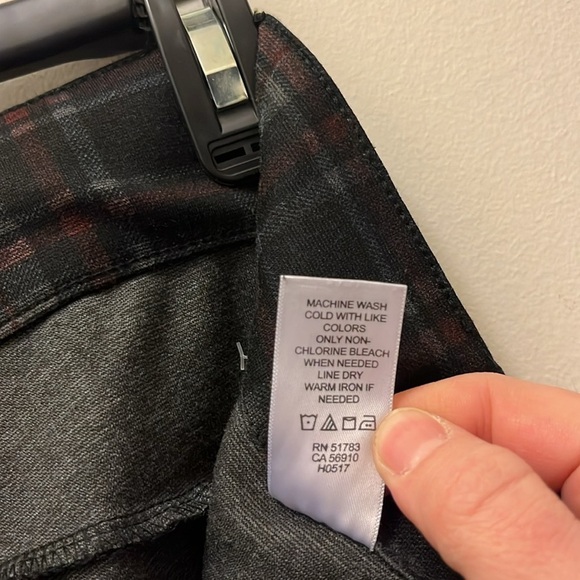 MACHINE WASH
COLD WITH LIKE
COLORS
ONLY NON-
CHLORINE BLEACH
WHEN NEEDED
LINE DRY
WARM IRON IF
NEEDED
RN 51783
CA 56910
H0517